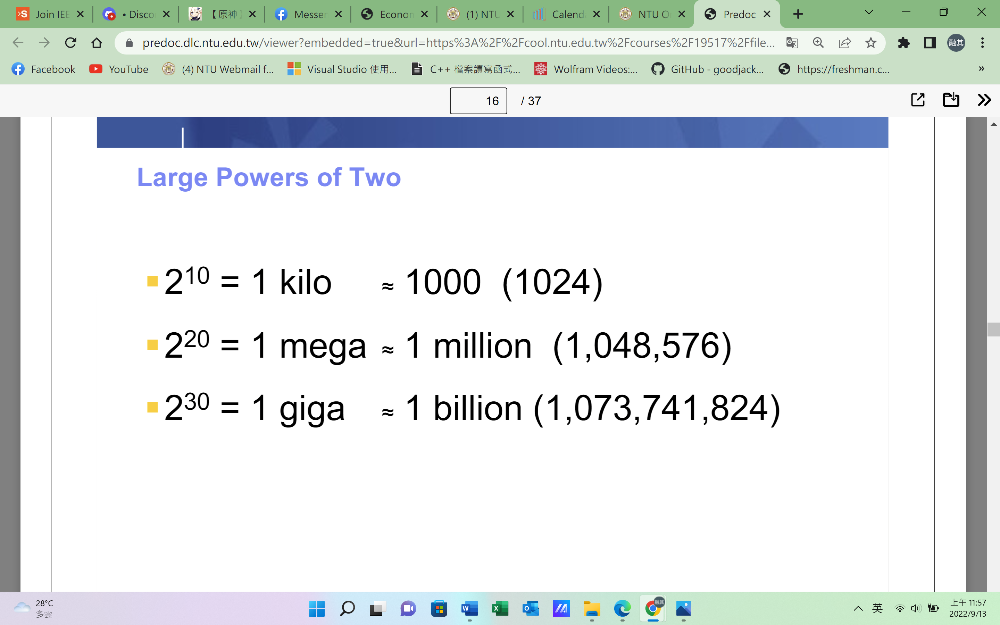 Join IEE
• Disco
【原神】
Messen
Econon
(1) NTU
Calend
NTU O
Predoc
predoc.dlc.ntu.edu.tw/viewer?embedded=true&url=https%3A%2F%2Fcool.ntu.edu.tw%2Fcourses%2F19517%2Ffile...
融其
Facebook
YouTube
(4) NTU Webmail f...
Visual Studio 使用...
C++ 檔案讀寫函式...
Wolfram Videos:...
GitHub - goodjack...
https://freshman.c...
»
16 / 37
Large Powers of Two
2^10 = 1 kilo ≈ 1000 (1024)
2^20 = 1 mega ≈ 1 million (1,048,576)
2^30 = 1 giga ≈ 1 billion (1,073,741,824)
28°C
多雲
英
上午 11:57
2022/9/13